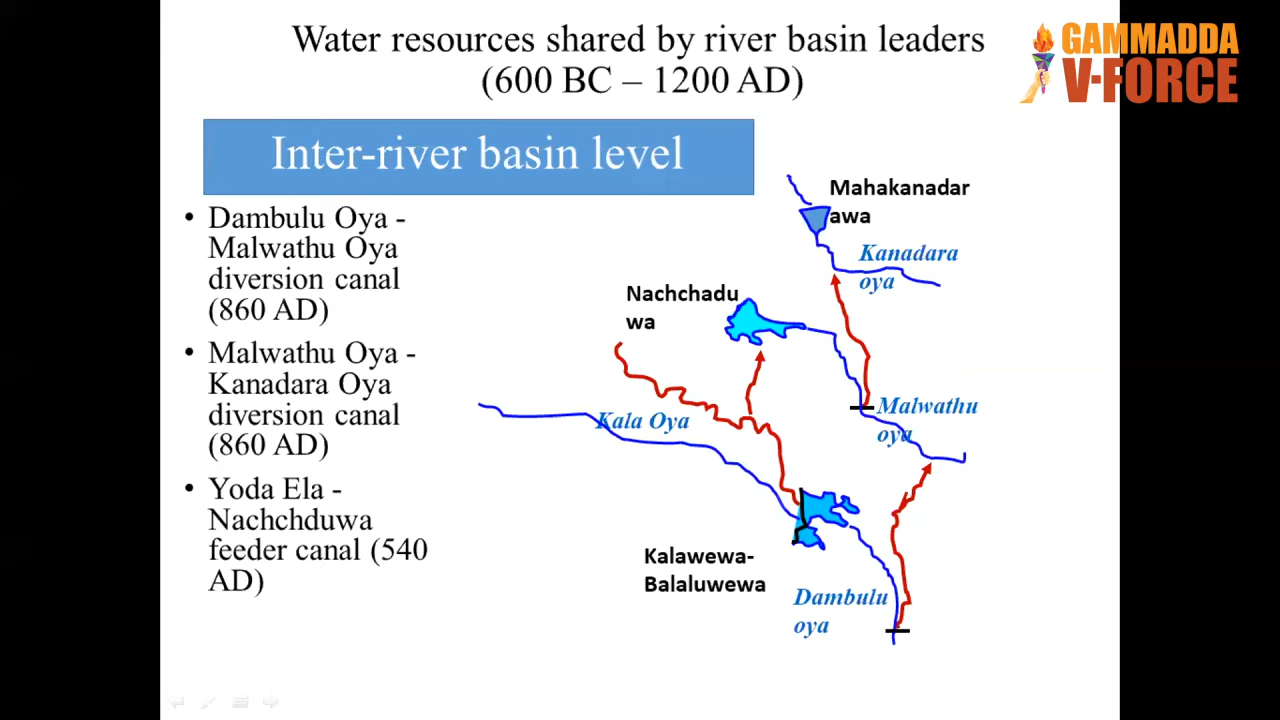 Water resources shared by river basin leaders
(600 BC – 1200 AD)
GAMMADDA
V-FORCE
Inter-river basin level
• Dambulu Oya -
Malwathu Oya
diversion canal
(860 AD)
• Malwathu Oya -
Kanadara Oya
diversion canal
(860 AD)
• Yoda Ela -
Nachchduwa
feeder canal (540
AD)
Mahakanadar
awa
Kanadara
oya
Nachchadu
wa
Kala Oya
Malwathu
oya
Kalawewa-
Balaluwewa
Dambulu
oya